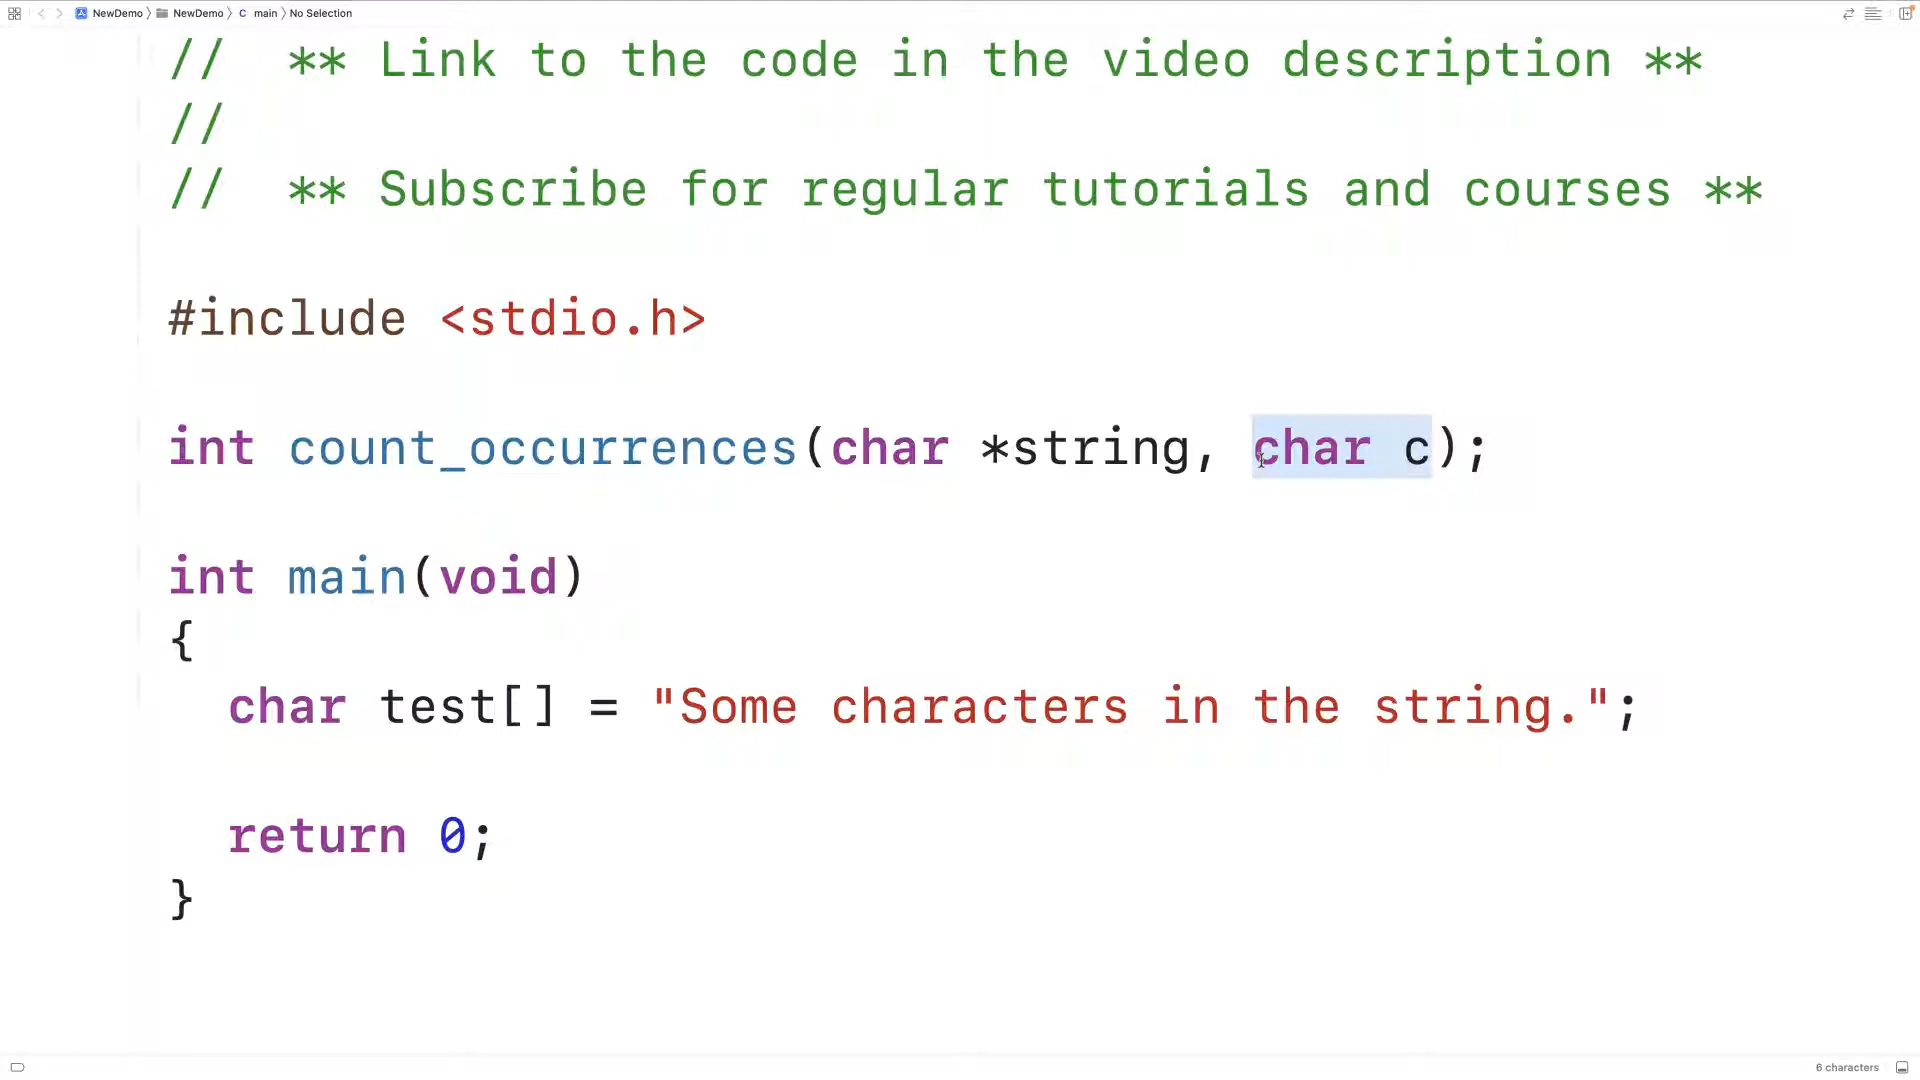 NewDemo NewDemo C main No Selection
// ** Link to the code in the video description **
//
// ** Subscribe for regular tutorials and courses **
#include <stdio.h>
int count_occurrences(char *string, char c);
int main(void)
{
char test[] = "Some characters in the string.";
return 0;
}
6 characters